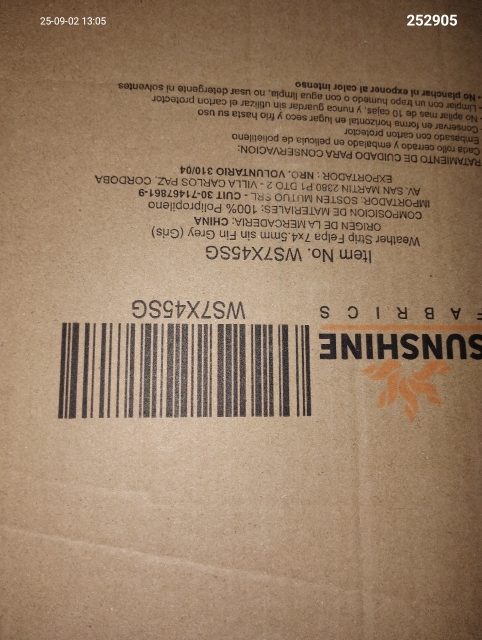 25-09-02 13:05
252905
SUNSHINE
FABRICS
WS7X45SG
Item No. WS7X45SG
Weather Strip Felpa 7x4.5mm sin Fin Grey (Gris)
ORIGEN DE LA MERCADERIA: CHINA
COMPOSICION DE MATERIALES: 100% Polipropileno
IMPORTADOR: SOSTEN MUTUO SRL - CUIT 30-71467861-9
AV. SAN MARTIN 2380 P1 DTO 2 - VILLA CARLOS PAZ. CORDOBA
EXPORTADOR: NRO. VOLUNTARIO 310/04
RATAMIENTO DE CUIDADO PARA CONSERVACION:
Cada rollo cerrado y embalado en pelicula de polietileno
Embasado con carton protector
- Conservar en forma horizontal en lugar seco y frio hasta su uso
- No apilar mas de 10 cajas, y nunca guardar sin utilizar el carton protector
- Limpiar con un trapo humedo o con agua limpia, no usar detergente ni solventes
- No planchar ni exponer al calor intenso